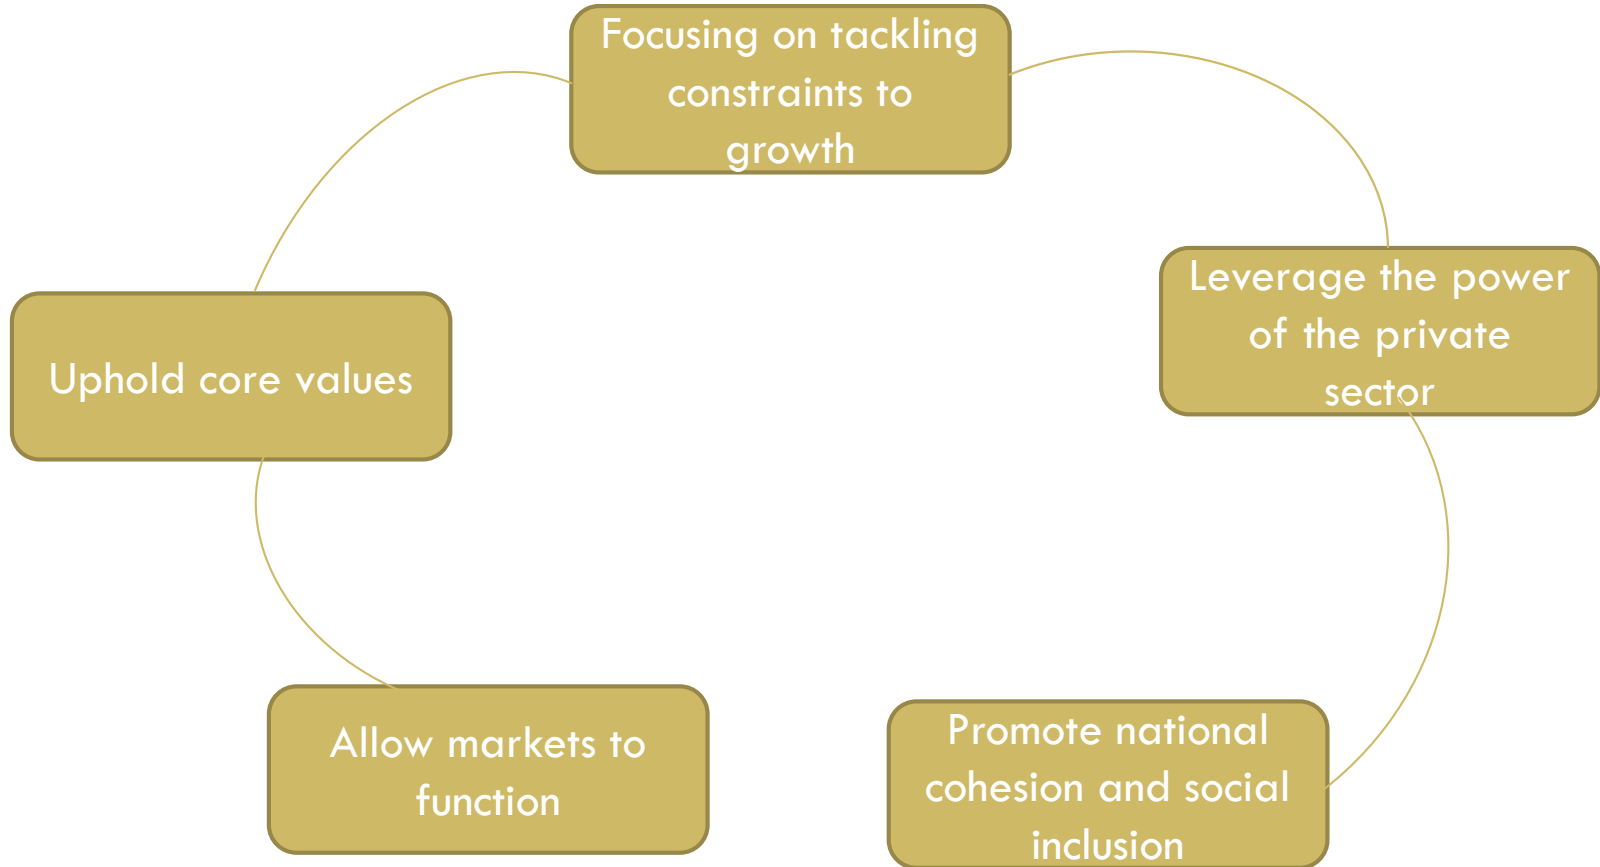 Focusing on tackling
constraints to
growth
Leverage the power
of the private
sector
Uphold core values
Allow markets to
function
Promote national
cohesion and social
inclusion